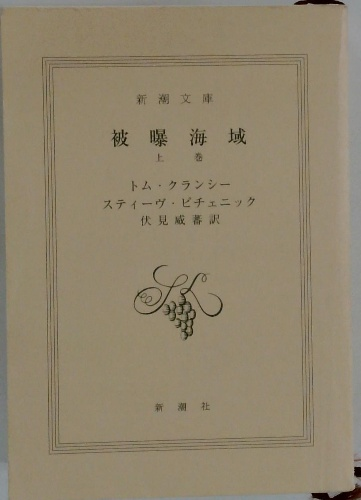 新潮文庫
被曝海域
上巻
トム・クランシー
スティーヴ・ピチェニック
伏見威蕃訳
新潮社